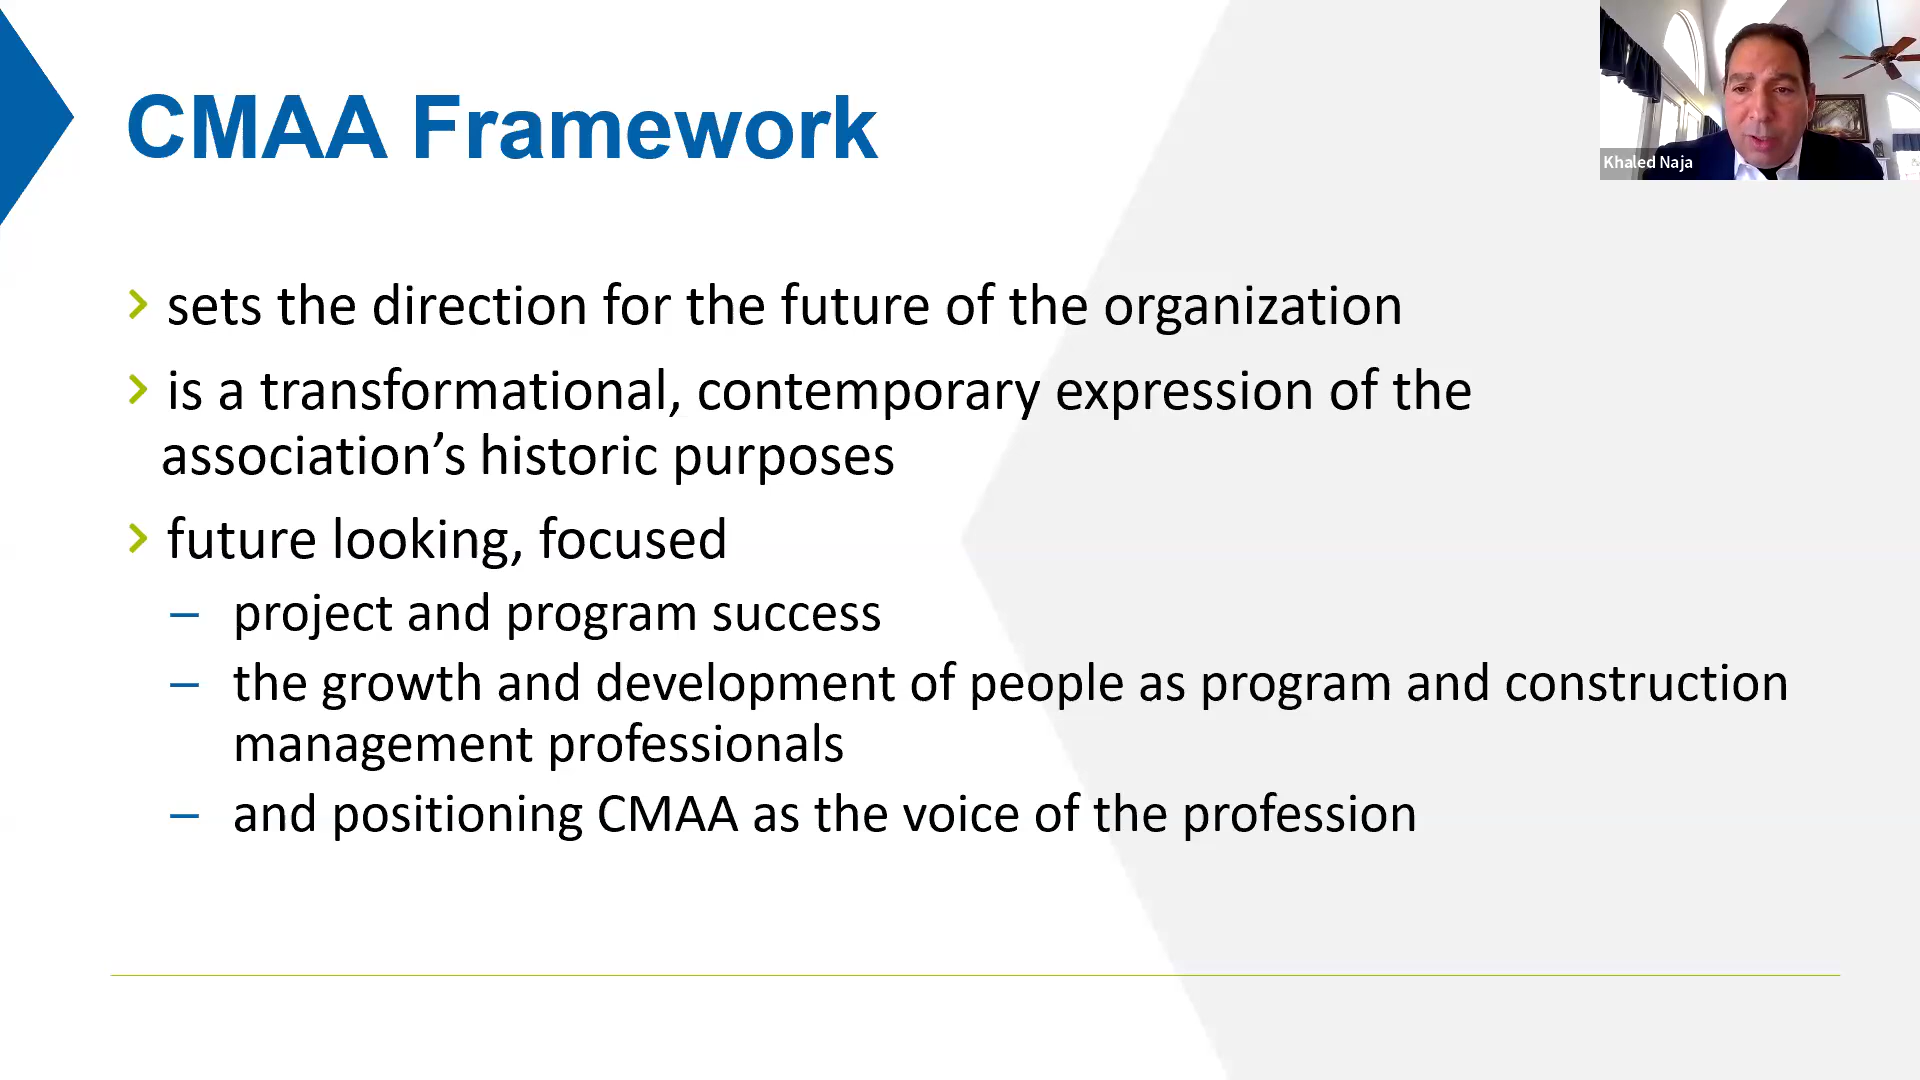 CMAA Framework
Khaled Naja
> sets the direction for the future of the organization
> is a transformational, contemporary expression of the
association’s historic purposes
> future looking, focused
– project and program success
– the growth and development of people as program and construction
management professionals
– and positioning CMAA as the voice of the profession